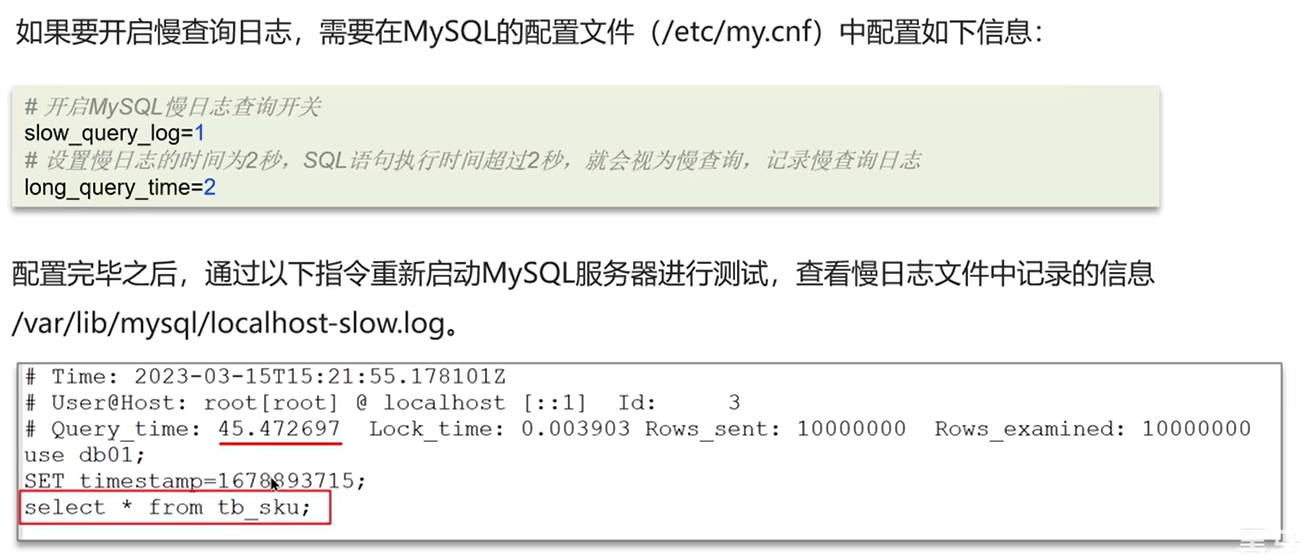 如果要开启慢查询日志，需要在MySQL的配置文件（/etc/my.cnf）中配置如下信息：
# 开启MySQL慢日志查询开关
slow_query_log=1
# 设置慢日志的时间为2秒，SQL语句执行时间超过2秒，就会视为慢查询，记录慢查询日志
long_query_time=2
配置完毕之后，通过以下指令重新启动MySQL服务器进行测试，查看慢日志文件中记录的信息
/var/lib/mysql/localhost-slow.log。
# Time: 2023-03-15T15:21:55.178101Z
# User@Host: root[root] @ localhost [::1]  Id:     3
# Query_time: 45.472697  Lock_time: 0.003903 Rows_sent: 10000000  Rows_examined: 10000000
use db01;
SET timestamp=1678893715;
select * from tb_sku;